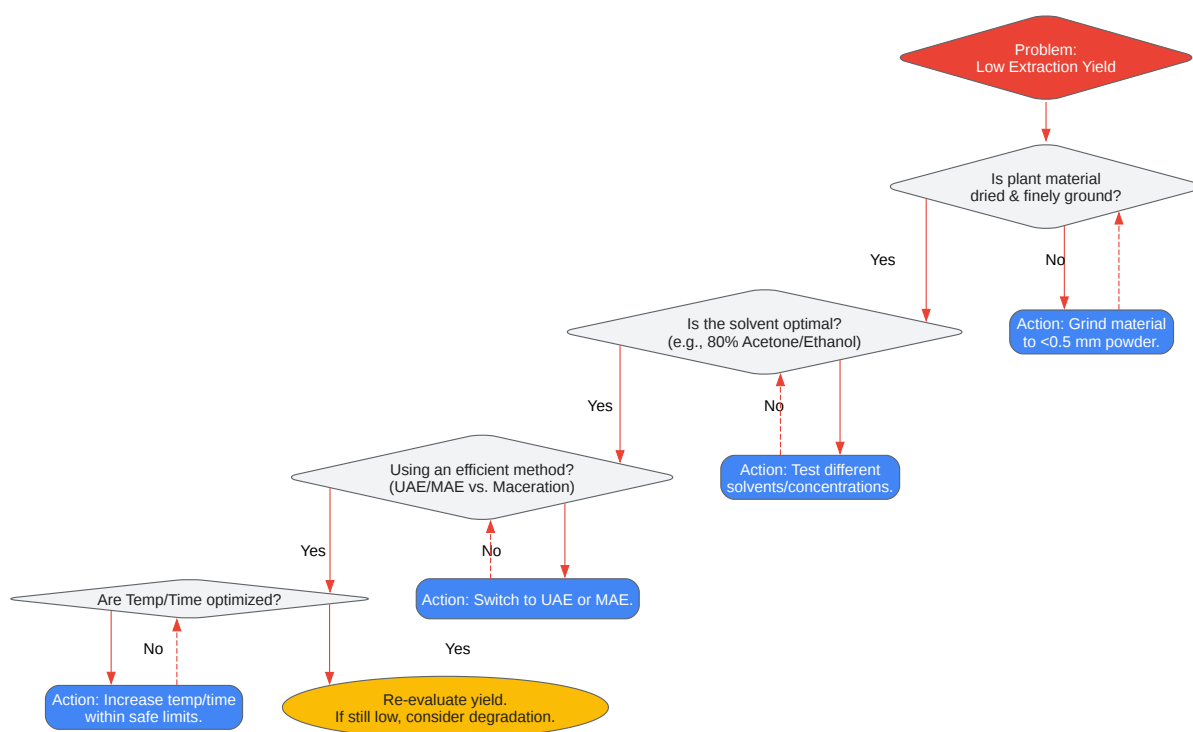 Problem:
Low Extraction Yield
Is plant material
dried & finely ground?
Yes
No
Action: Grind material
to <0.5 mm powder.
Is the solvent optimal?
(e.g., 80% Acetone/Ethanol)
Yes
No
Action: Test different
solvents/concentrations.
Using an efficient method?
(UAE/MAE vs. Maceration)
Yes
No
Action: Switch to UAE or MAE.
Are Temp/Time optimized?
No
Yes
Action: Increase temp/time
within safe limits.
Re-evaluate yield.
If still low, consider degradation.